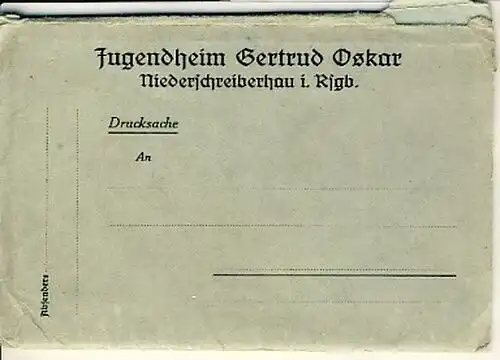 Jugendheim Gertrud Oskar
Niederschreiberhau i. Rsgb.
Drucksache
An
Absender: